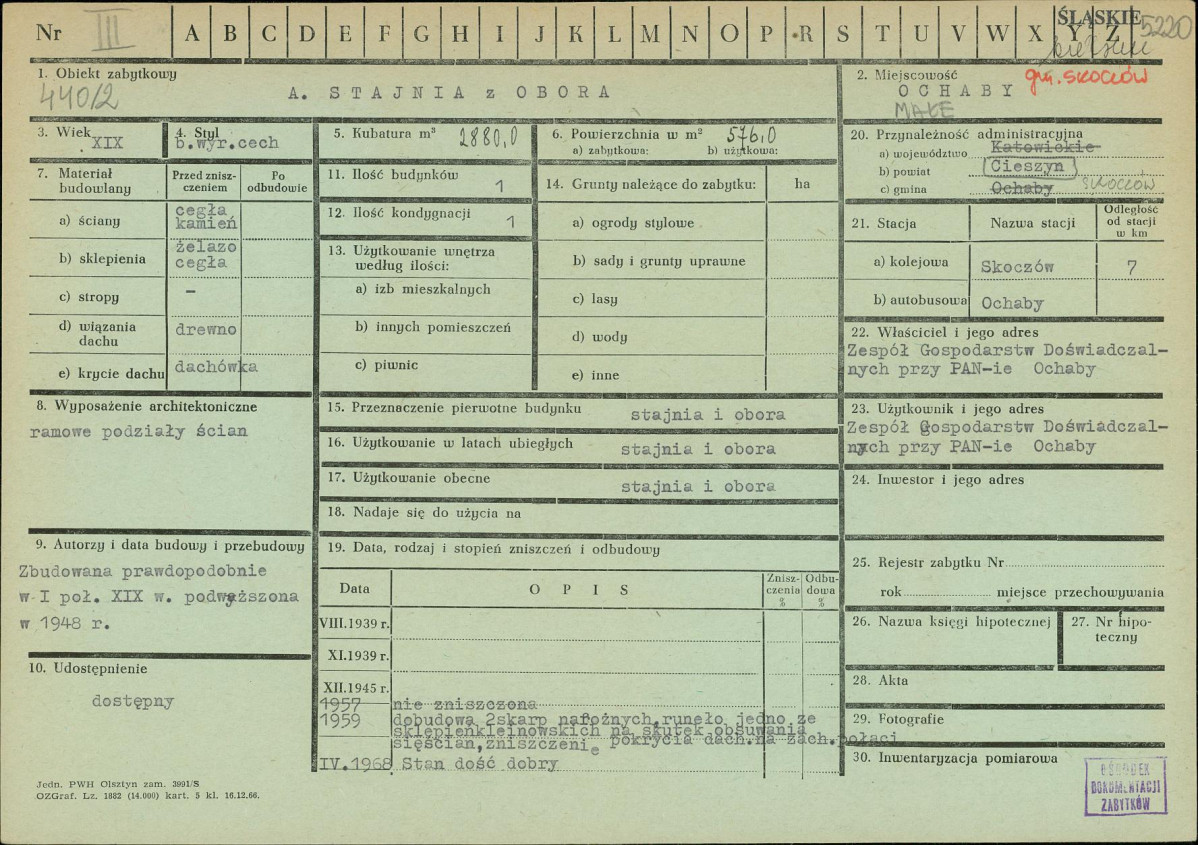 Nr III A B C D E F G H I J K L M N O P R S T U V W X Y Z
ŚLĄSKIE
5220
bielskie
1. Obiekt zabytkowy
440/2
A. STAJNIA z OBORA
2. Miejscowość
gm. SKOCZÓW
OCHABY
MAŁE
3. Wiek
XIX
4. Styl
b.wyr.cech
5. Kubatura m³ 2880,0
6. Powierzchnia w m² 576,0
a) zabytkowa: b) użytkowa:
7. Materiał budowlany
Przed zniszczeniem
Po odbudowie
a) ściany
cegła
kamień
b) sklepienia
żelazo
cegła
c) stropy
-
d) wiązania dachu
drewno
e) krycie dachu
dachówka
8. Wyposażenie architektoniczne
ramowe podziały ścian
9. Autorzy i data budowy i przebudowy
Zbudowana prawdopodobnie
w I poł. XIX w. podwyższona
w 1948 r.
10. Udostępnienie
dostępny
11. Ilość budynków
1
12. Ilość kondygnacji
1
13. Użytkowanie wnętrza
według ilości:
a) izb mieszkalnych
b) innych pomieszczeń
c) piwnic
14. Grunty należące do zabytku: ha
a) ogrody stylowe
b) sady i grunty uprawne
c) lasy
d) wody
e) inne
15. Przeznaczenie pierwotne budynku stajnia i obora
16. Użytkowanie w latach ubiegłych stajnia i obora
17. Użytkowanie obecne stajnia i obora
18. Nadaje się do użycia na
19. Data, rodzaj i stopień zniszczeń i odbudowy
Data OPIS
Zniszczenia %
Odbudowa %
VIII.1939 r.
XI.1939 r.
XII.1945 r.
1957 nie zniszczona
1959 dobudowa 2skarp narożnych,runęło jedno ze
sklepieńklejnowskich na skutek obsuwania
sięścian,zniszczenie pokrycia dach.na zach.połaci
IV.1968 Stan dość dobry
20. Przynależność administracyjna
a) województwo Katowickie
b) powiat Cieszyn
c) gmina Ochaby SKOCZÓW
21. Stacja
Nazwa stacji
Odległość od stacji w km
a) kolejowa Skoczów 7
b) autobusowa Ochaby
22. Właściciel i jego adres
Zespół Gospodarstw Doświadczal-
nych przy PAN-ie Ochaby
23. Użytkownik i jego adres
Zespół Gospodarstw Doświadczal-
nych przy PAN-ie Ochaby
24. Inwestor i jego adres
25. Rejestr zabytku Nr
rok miejsce przechowywania
26. Nazwa księgi hipotecznej
27. Nr hipoteczny
28. Akta
29. Fotografie
30. Inwentaryzacja pomiarowa
OŚRODEK
DOKUMENTACJI
ZABYTKÓW
Jedn. PWH Olsztyn zam. 3991/S
OZGraf. Lz. 1882 (14.000) kart. 5 kl. 16.12.66.